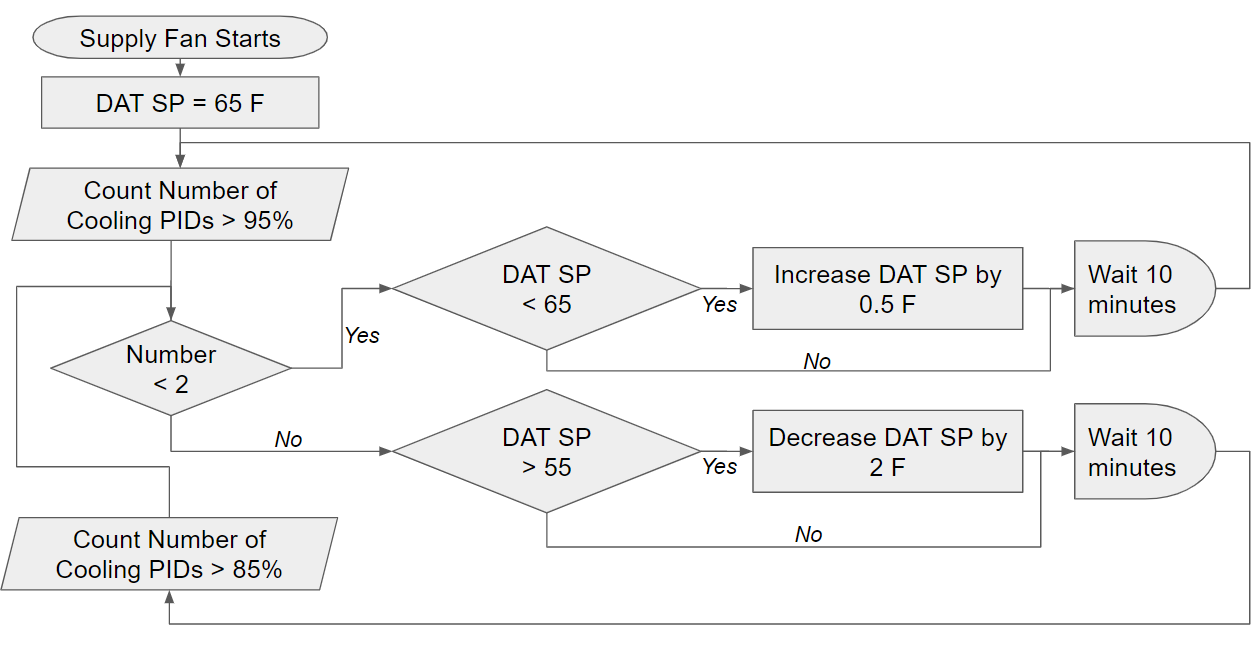 Supply Fan Starts
DAT SP = 65 F
Count Number of
Cooling PIDs > 95%
Number
< 2
Yes
DAT SP
< 65
Yes
Increase DAT SP by
0.5 F
Wait 10
minutes
No
No
DAT SP
> 55
Yes
Decrease DAT SP by
2 F
Wait 10
minutes
No
Count Number of
Cooling PIDs > 85%